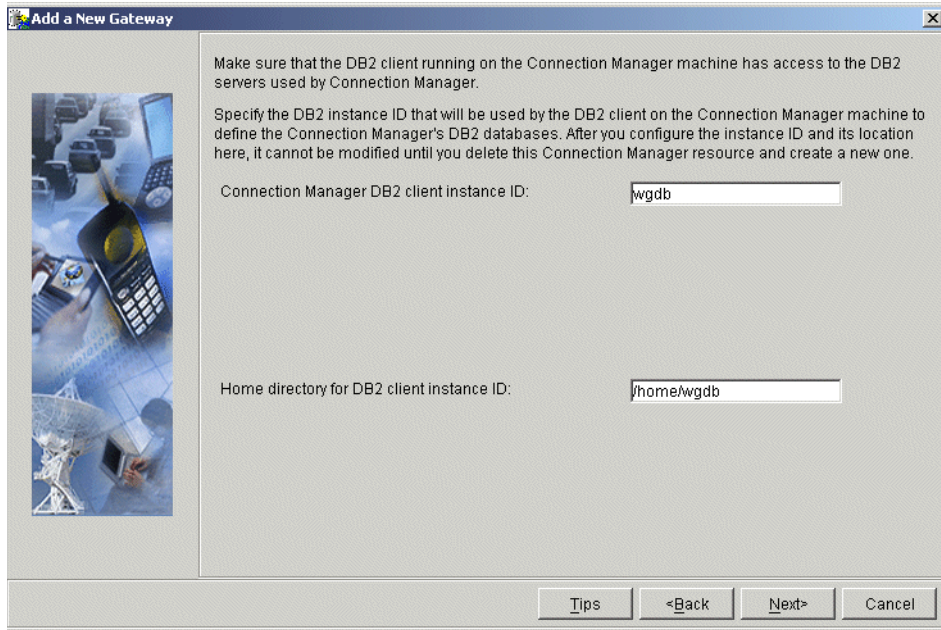 Add a New Gateway
Make sure that the DB2 client running on the Connection Manager machine has access to the DB2
servers used by Connection Manager.
Specify the DB2 instance ID that will be used by the DB2 client on the Connection Manager machine to
define the Connection Manager's DB2 databases. After you configure the instance ID and its location
here, it cannot be modified until you delete this Connection Manager resource and create a new one.
Connection Manager DB2 client instance ID: wgdb
Home directory for DB2 client instance ID: /home/wgdb
Tips <Back Next> Cancel